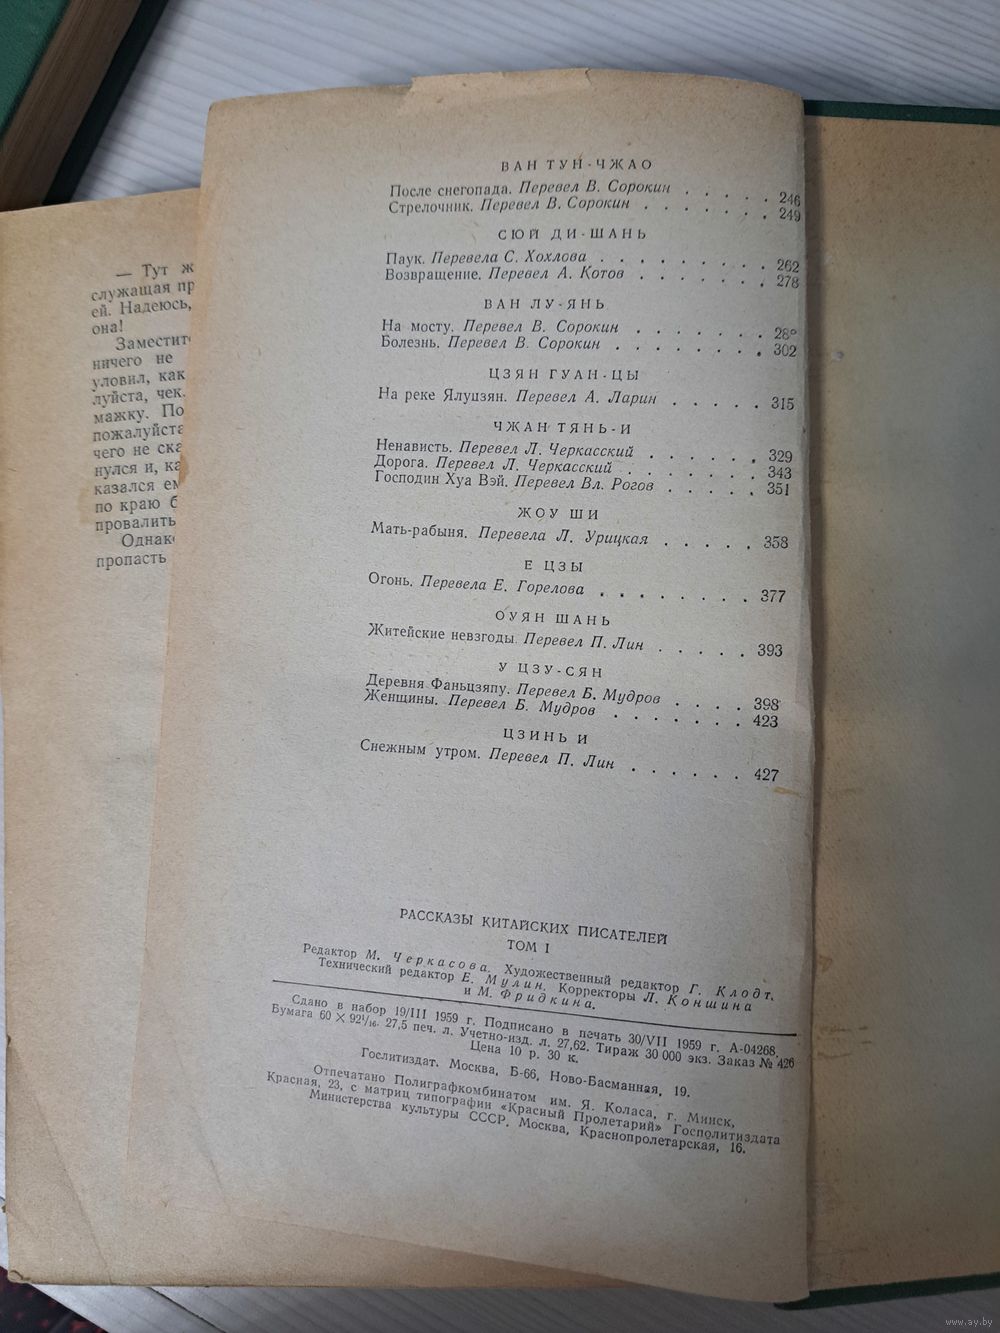 — Тут ж
служащая пр
ей. Надеюсь,
она!
Заместит
ничего не
уловил, как
луйста, чек.
мажку. По
пожалуйста
чего не ска
нулся и, ка
казался ем
по краю б
провалить
Однак
пропасть
ВАН ТУН-ЧЖАО
После снегопада. Перевел В. Сорокин . . . . . 246
Стрелочник. Перевел В. Сорокин . . . . . . . 249
СЮЙ ДИ-ШАНЬ
Паук. Перевела С. Хохлова . . . . . . . . . 262
Возвращение. Перевел А. Котов . . . . . . . 278
ВАН ЛУ-ЯНЬ
На мосту. Перевел В. Сорокин . . . . . . . 28
Болезнь. Перевел В. Сорокин . . . . . . . . 302
ЦЗЯН ГУАН-ЦЫ
На реке Ялуцзян. Перевел А. Ларин . . . . . 315
ЧЖАН ТЯНЬ-И
Ненависть. Перевел Л. Черкасский . . . . . . 329
Дорога. Перевел Л. Черкасский . . . . . . . 343
Господин Хуа Вэй. Перевел Вл. Рогов . . . . . 351
ЖОУ ШИ
Мать-рабыня. Перевела Л. Урицкая . . . . . 358
Е ЦЗЫ
Огонь. Перевела Е. Горелова . . . . . . . . 377
ОУЯН ШАНЬ
Житейские невзгоды. Перевел П. Лин . . . . . 393
У ЦЗУ-СЯН
Деревня Фаньцзяпу. Перевел Б. Мудров . . . . 398
Женщины. Перевел Б. Мудров . . . . . . . 423
ЦЗИНЬ И
Снежным утром. Перевел П. Лин . . . . . . 427
РАССКАЗЫ КИТАЙСКИХ ПИСАТЕЛЕЙ
ТОМ I
Редактор М. Черкасова. Художественный редактор Г. Клодт.
Технический редактор Е. Мулин. Корректоры Л. Коншина
и М. Фридкина.
Сдано в набор 19/III 1959 г. Подписано в печать 30/VII 1959 г. А-04268.
Бумага 60 × 92 1/16. 27,5 печ. л. Учетно-изд. л. 27,62. Тираж 30 000 экз. Заказ № 426
Цена 10 р. 30 к.
Гослитиздат. Москва, Б-66, Ново-Басманная, 19.
Отпечатано Полиграфкомбинатом им. Я. Коласа, г. Минск,
Красная, 23, с матриц типографии «Красный Пролетарий» Госполитиздата
Министерства культуры СССР. Москва, Краснопролетарская, 16.
www.ay.by